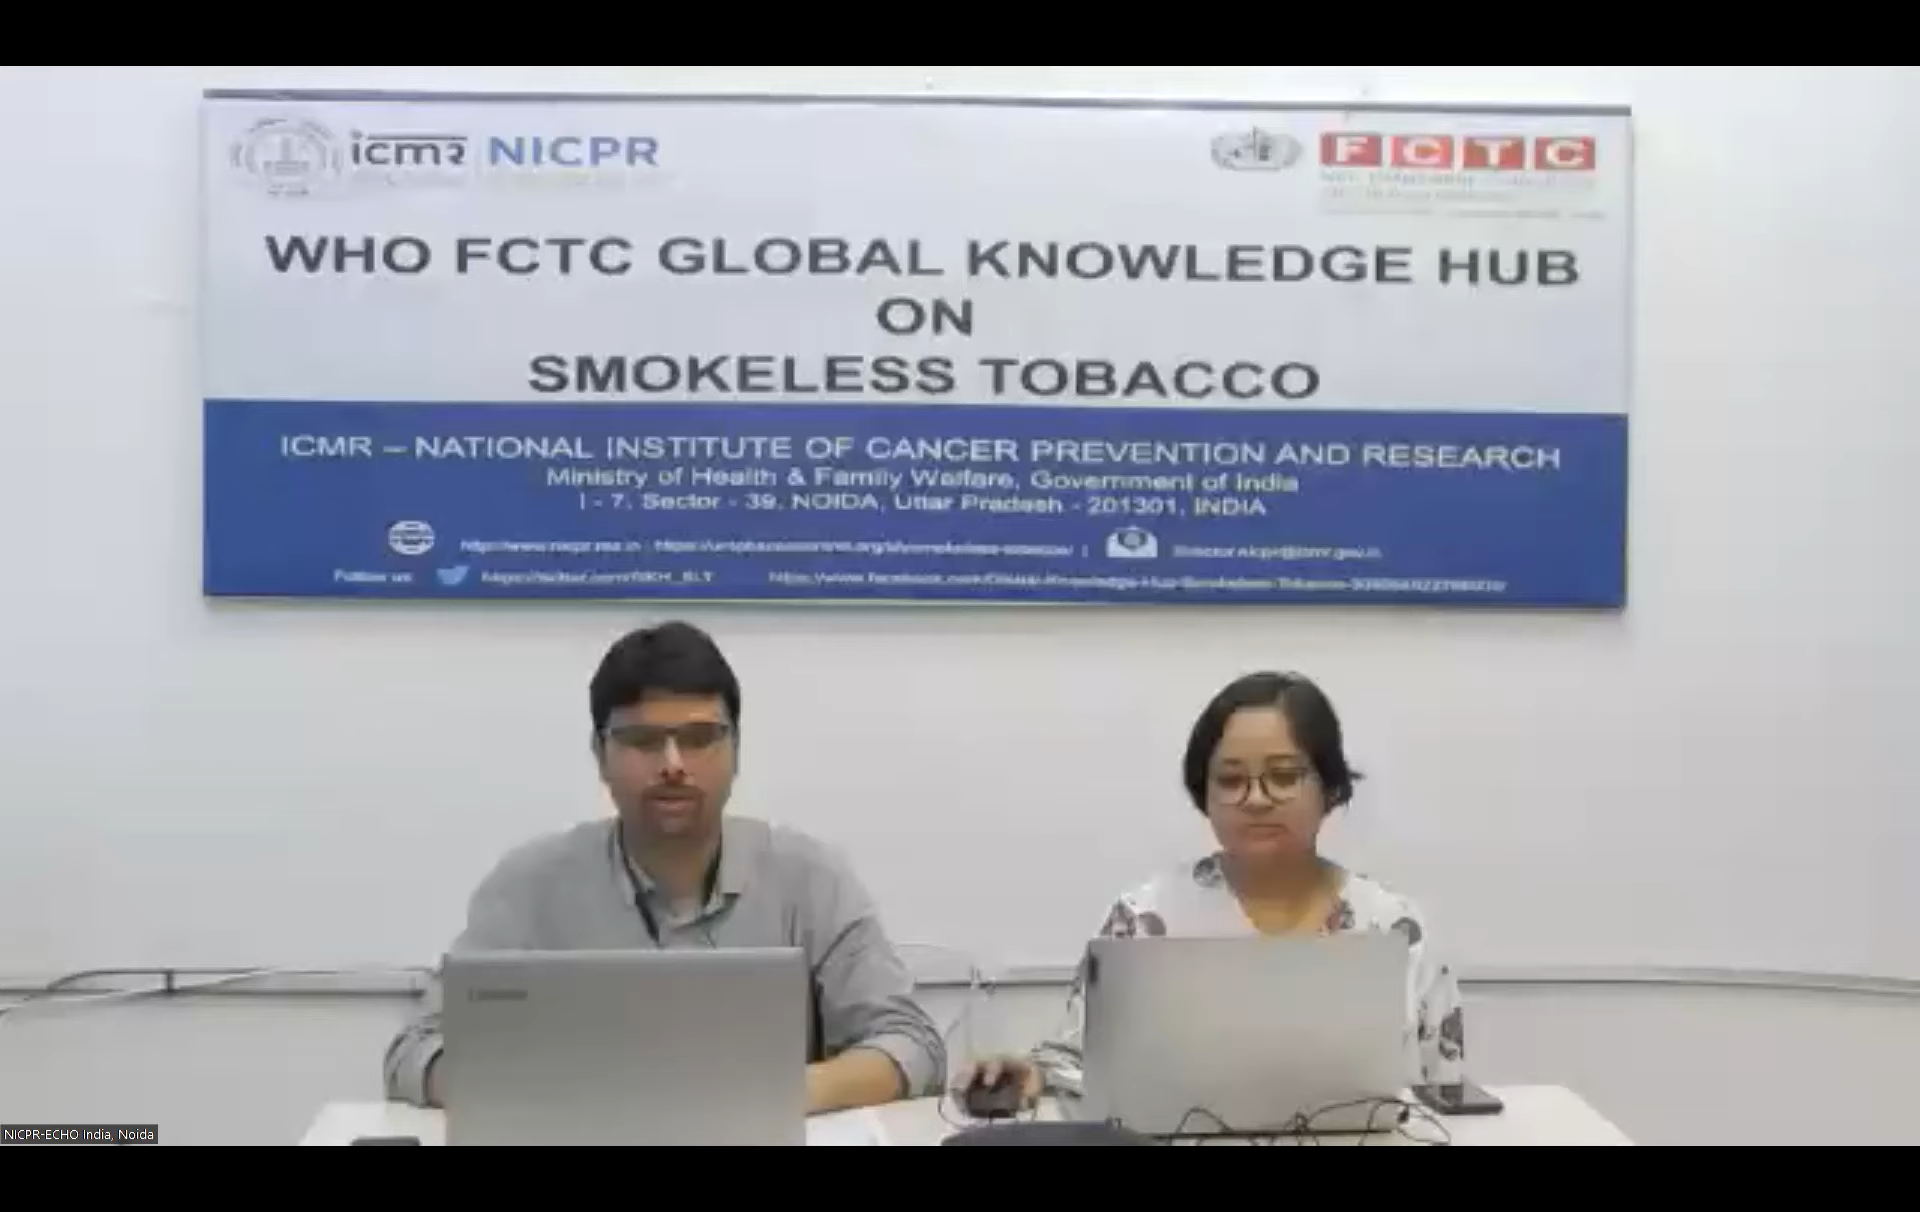 icmr NICPR
FCTC
WHO FCTC GLOBAL KNOWLEDGE HUB
ON
SMOKELESS TOBACCO
ICMR – NATIONAL INSTITUTE OF CANCER PREVENTION AND RESEARCH
Ministry of Health & Family Welfare, Government of India
I - 7, Sector - 39, NOIDA, Uttar Pradesh - 201301, INDIA
Follow us
NICPR-ECHO India, Noida